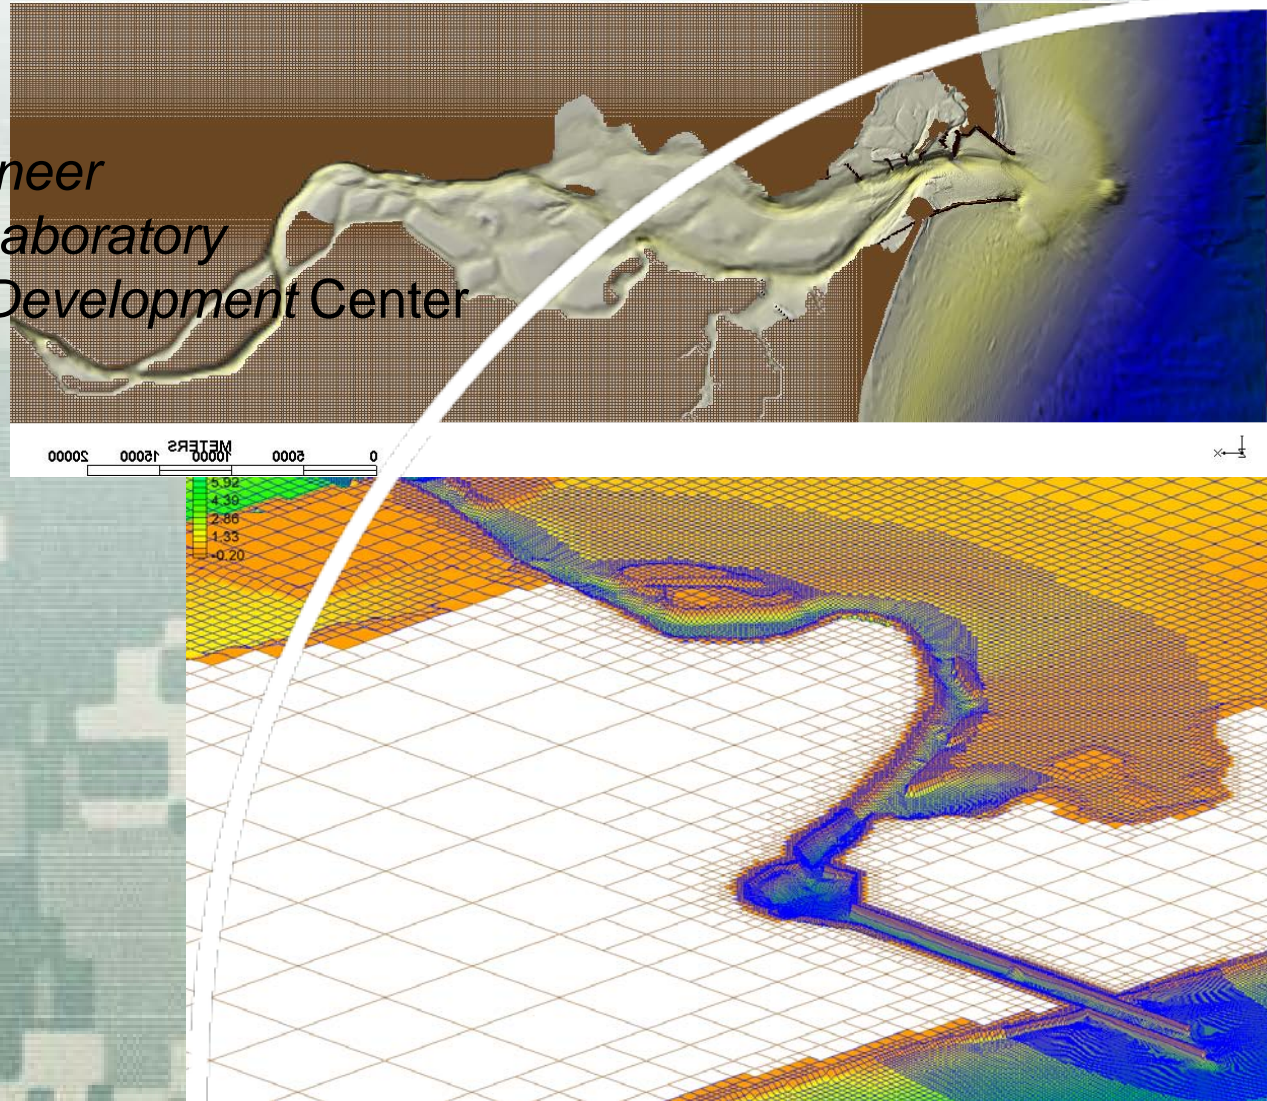 neer
aboratory
Development Center
METERS
20000 15000 10000 5000 0
X Z
5.92
4.39
2.86
1.33
-0.20